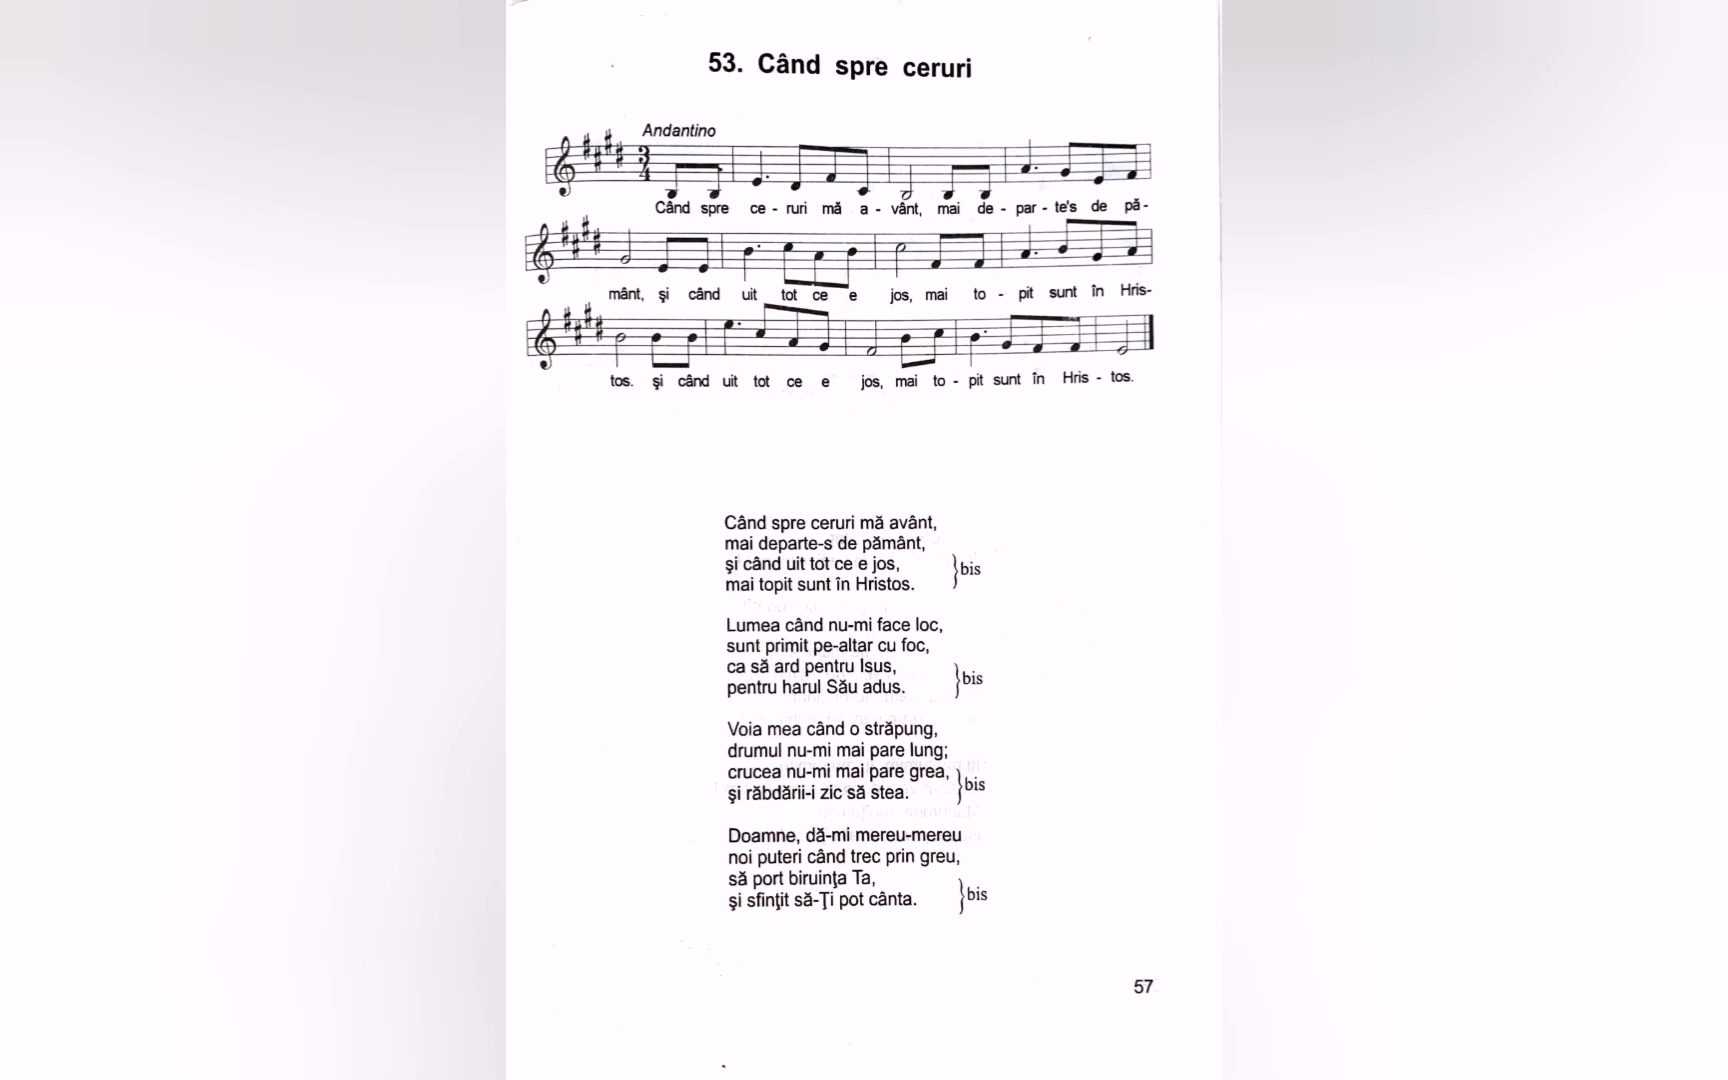 53. Când spre ceruri
Andantino
3
4
Când spre ce - ruri mă a - vânt, mai de - par - te's de pă-
mânt, şi când uit tot ce e jos, mai to - pit sunt în Hris-
tos. şi când uit tot ce e jos, mai to - pit sunt în Hris - tos.
Când spre ceruri mă avânt,
mai departe-s de pământ,
şi când uit tot ce e jos,
mai topit sunt în Hristos.
bis
Lumea când nu-mi face loc,
sunt primit pe-altar cu foc,
ca să ard pentru Isus,
pentru harul Său adus.
bis
Voia mea când o străpung,
drumul nu-mi mai pare lung;
crucea nu-mi mai pare grea,
şi răbdării-i zic să stea.
bis
Doamne, dă-mi mereu-mereu
noi puteri când trec prin greu,
să port biruinţa Ta,
şi sfinţit să-Ţi pot cânta.
bis
57